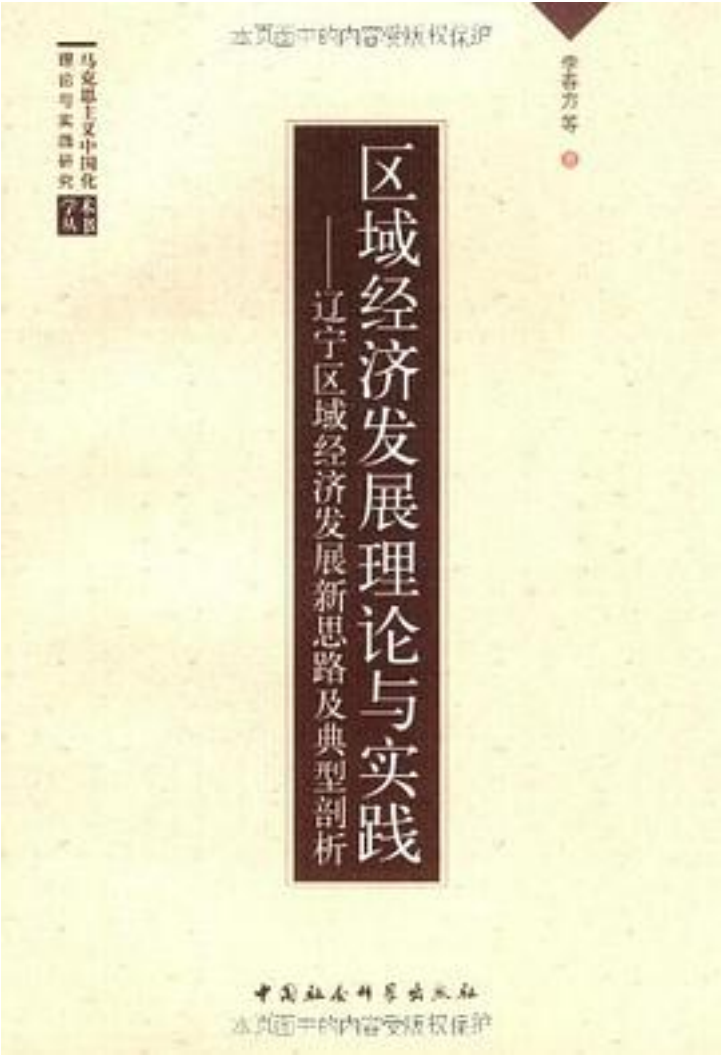 本页面中的内容受版权保护
马克思主义中国化
理论与实践研究
学术
丛书
李春方等 著
区域经济发展理论与实践
——辽宁区域经济发展新思路及典型剖析
中国社会科学出版社
本页面中的内容受版权保护